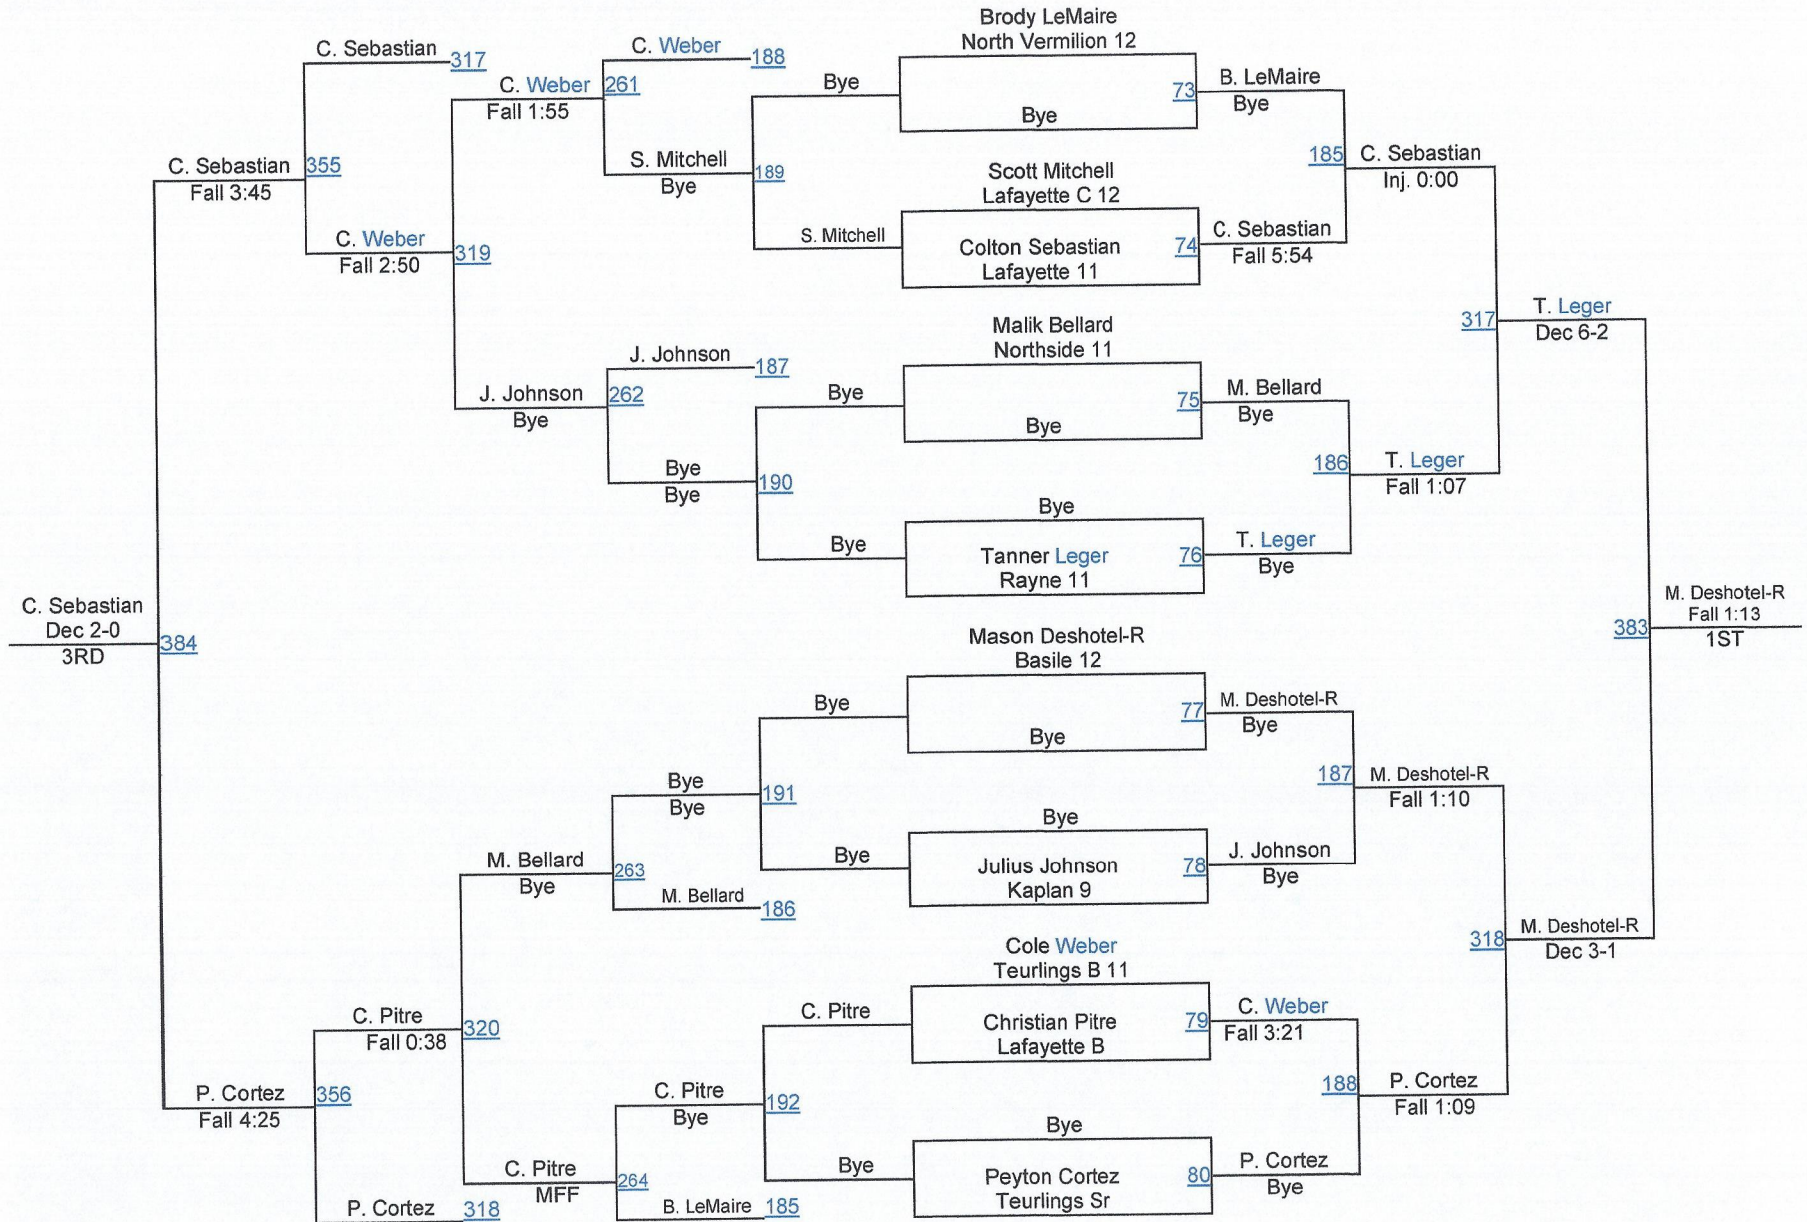 Brody LeMaire
North Vermilion 12
Bye
73
Bye
B. LeMaire
Bye
Scott Mitchell
Lafayette C 12
S. Mitchell
Colton Sebastian
Lafayette 11
74
C. Sebastian
Fall 5:54
185
C. Sebastian
Inj. 0:00
Malik Bellard
Northside 11
Bye
75
Bye
M. Bellard
Bye
Bye
Bye
Tanner Leger
Rayne 11
76
T. Leger
Bye
186
T. Leger
Fall 1:07
317
T. Leger
Dec 6-2
Mason Deshotel-R
Basile 12
Bye
77
Bye
M. Deshotel-R
Bye
Bye
Bye
Julius Johnson
Kaplan 9
78
J. Johnson
Bye
187
M. Deshotel-R
Fall 1:10
Cole Weber
Teurlings B 11
C. Pitre
Christian Pitre
Lafayette B
79
C. Weber
Fall 3:21
Bye
Bye
Peyton Cortez
Teurlings Sr
80
P. Cortez
Bye
188
P. Cortez
Fall 1:09
318
M. Deshotel-R
Dec 3-1
383
M. Deshotel-R
Fall 1:13
1ST
C. Sebastian
317
C. Weber
188
C. Weber
Fall 1:55
261
S. Mitchell
Bye
189
C. Sebastian
Fall 3:45
355
C. Weber
Fall 2:50
319
J. Johnson
187
J. Johnson
Bye
262
Bye
Bye
190
C. Sebastian
Dec 2-0
3RD
384
Bye
Bye
191
M. Bellard
Bye
263
M. Bellard
186
C. Pitre
Fall 0:38
320
P. Cortez
Fall 4:25
356
C. Pitre
Bye
192
C. Pitre
MFF
264
B. LeMaire
185
P. Cortez
318